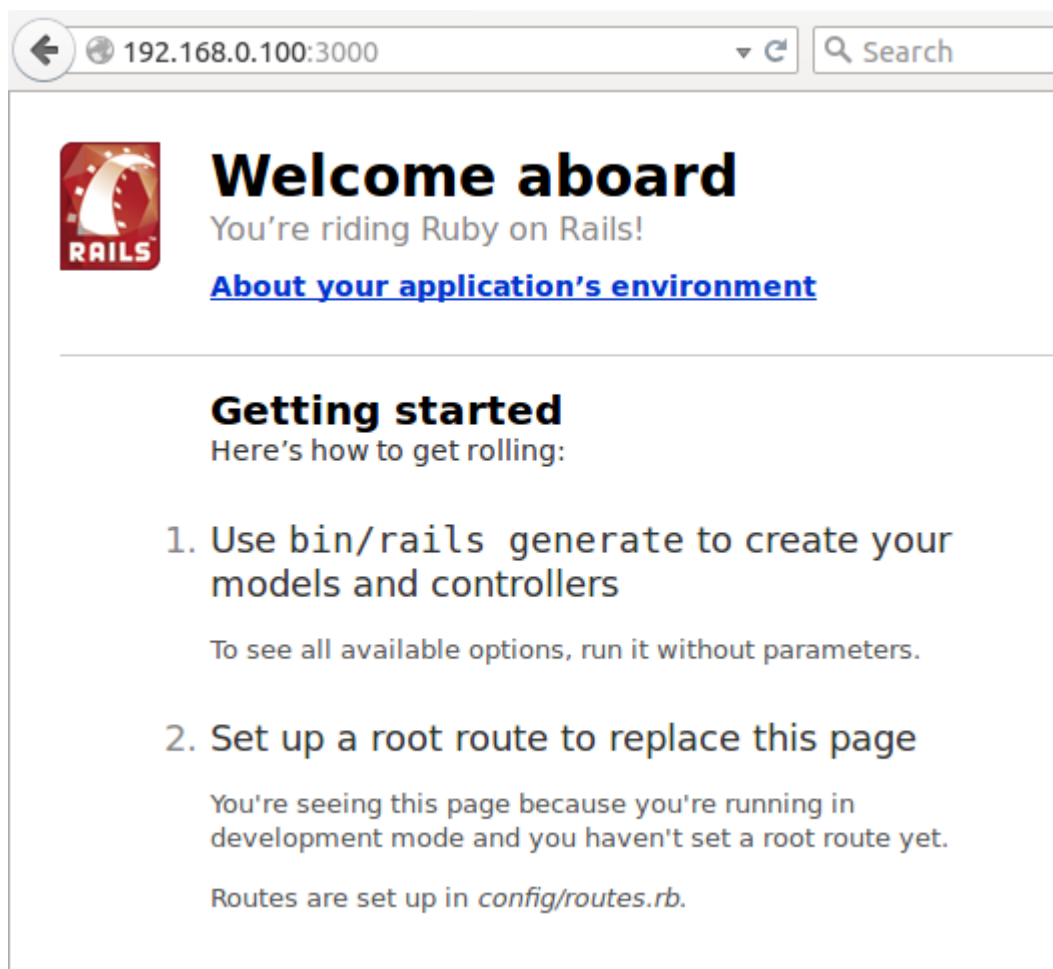 192.168.0.100:3000
Search
RAILS
Welcome aboard
You’re riding Ruby on Rails!
About your application’s environment
Getting started
Here’s how to get rolling:
1. Use bin/rails generate to create your
models and controllers
To see all available options, run it without parameters.
2. Set up a root route to replace this page
You're seeing this page because you're running in
development mode and you haven't set a root route yet.
Routes are set up in config/routes.rb.